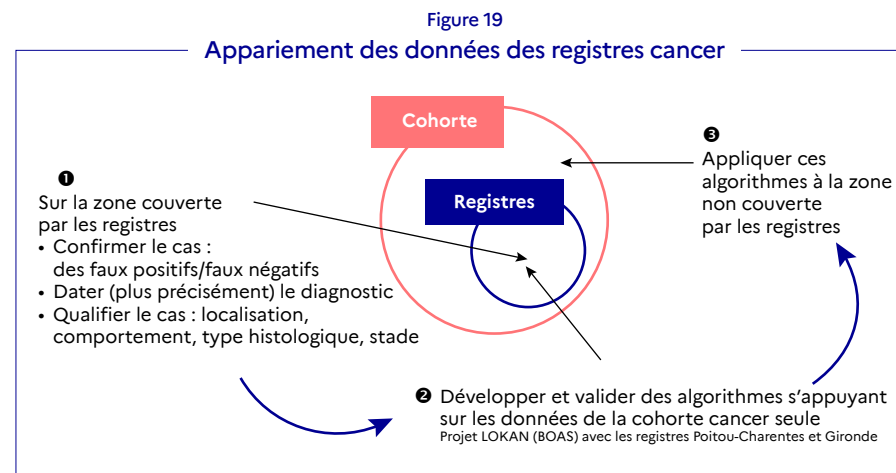 Figure 19
Appariement des données des registres cancer
Cohorte
Registres
❶
Sur la zone couverte
par les registres
• Confirmer le cas :
des faux positifs/faux négatifs
• Dater (plus précisément) le diagnostic
• Qualifier le cas : localisation,
comportement, type histologique, stade
❷ Développer et valider des algorithmes s’appuyant
sur les données de la cohorte cancer seule
Projet LOKAN (BOAS) avec les registres Poitou-Charentes et Gironde
❸
Appliquer ces
algorithmes à la zone
non couverte
par les registres